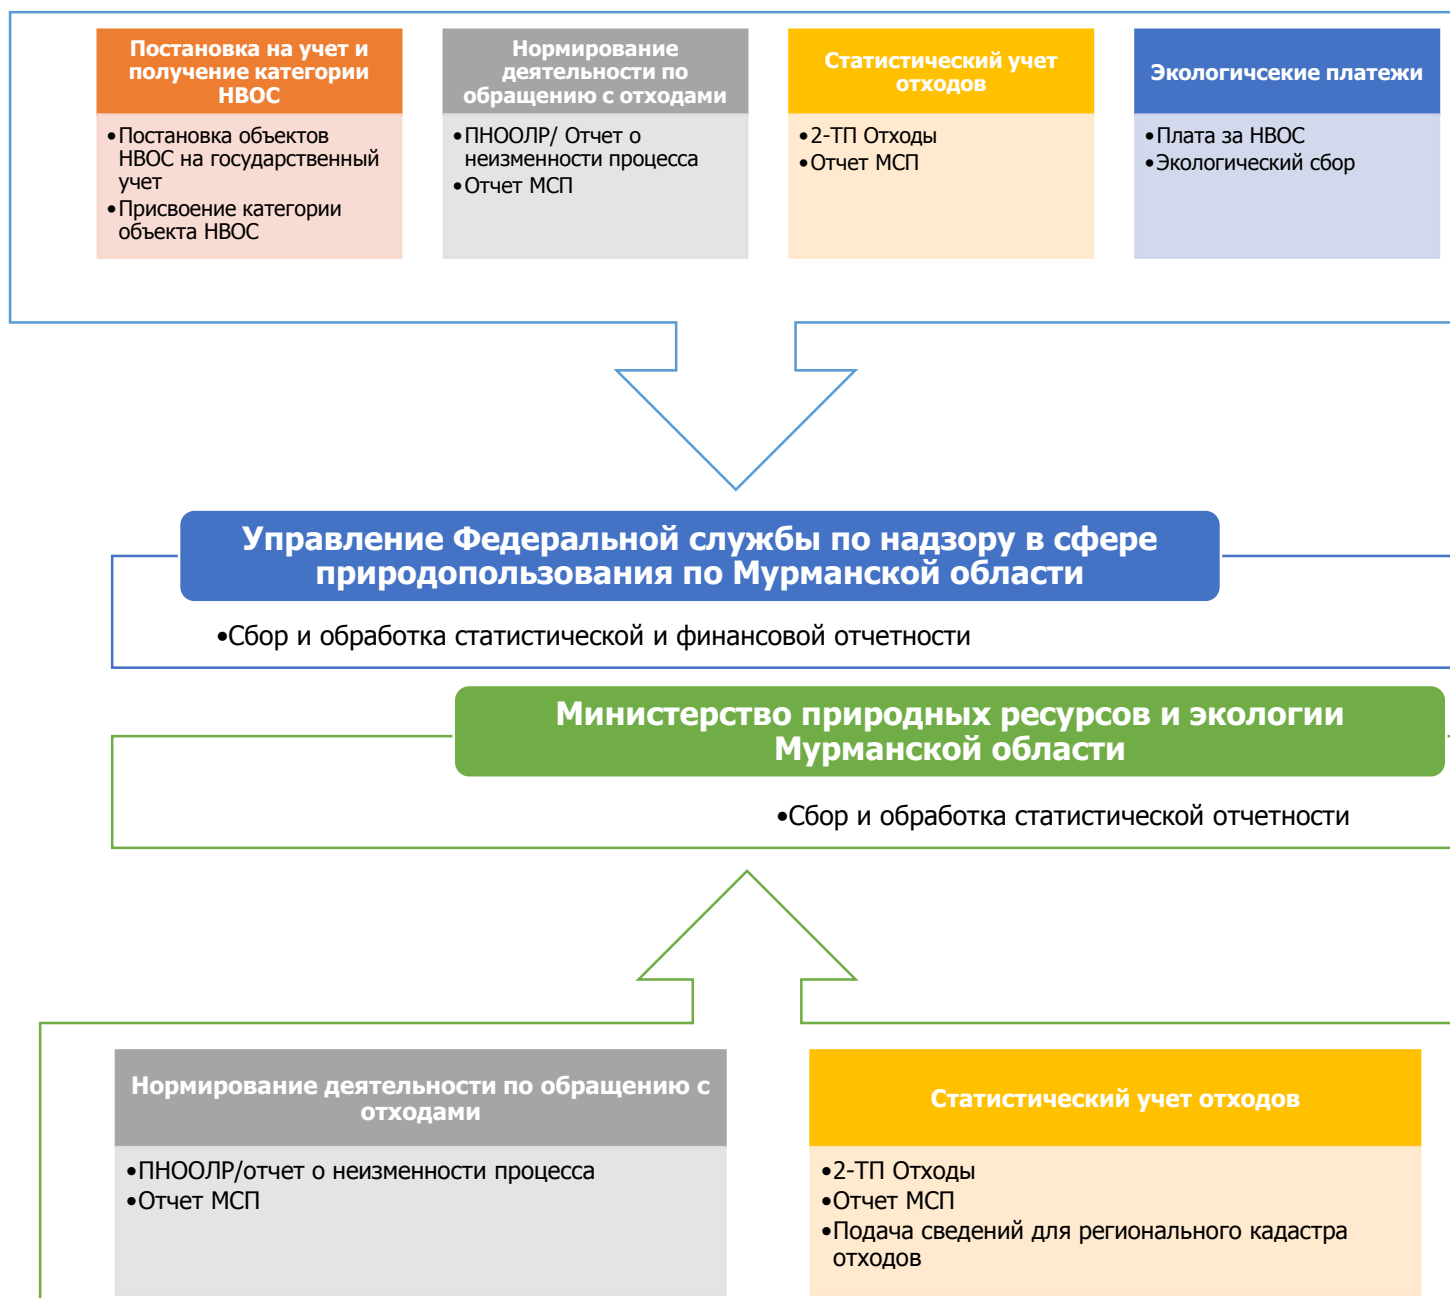 Постановка на учет и
получение категории
НВОС
•Постановка объектов
НВОС на государственный
учет
•Присвоение категории
объекта НВОС
Нормирование
деятельности по
обращению с отходами
•ПНООЛР/ Отчет о
неизменности процесса
•Отчет МСП
Статистический учет
отходов
•2-ТП Отходы
•Отчет МСП
Экологичсекие платежи
•Плата за НВОС
•Экологический сбор
Управление Федеральной службы по надзору в сфере
природопользования по Мурманской области
•Сбор и обработка статистической и финансовой отчетности
Министерство природных ресурсов и экологии
Мурманской области
•Сбор и обработка статистической отчетности
Нормирование деятельности по обращению с
отходами
•ПНООЛР/отчет о неизменности процесса
•Отчет МСП
Статистический учет отходов
•2-ТП Отходы
•Отчет МСП
•Подача сведений для регионального кадастра
отходов